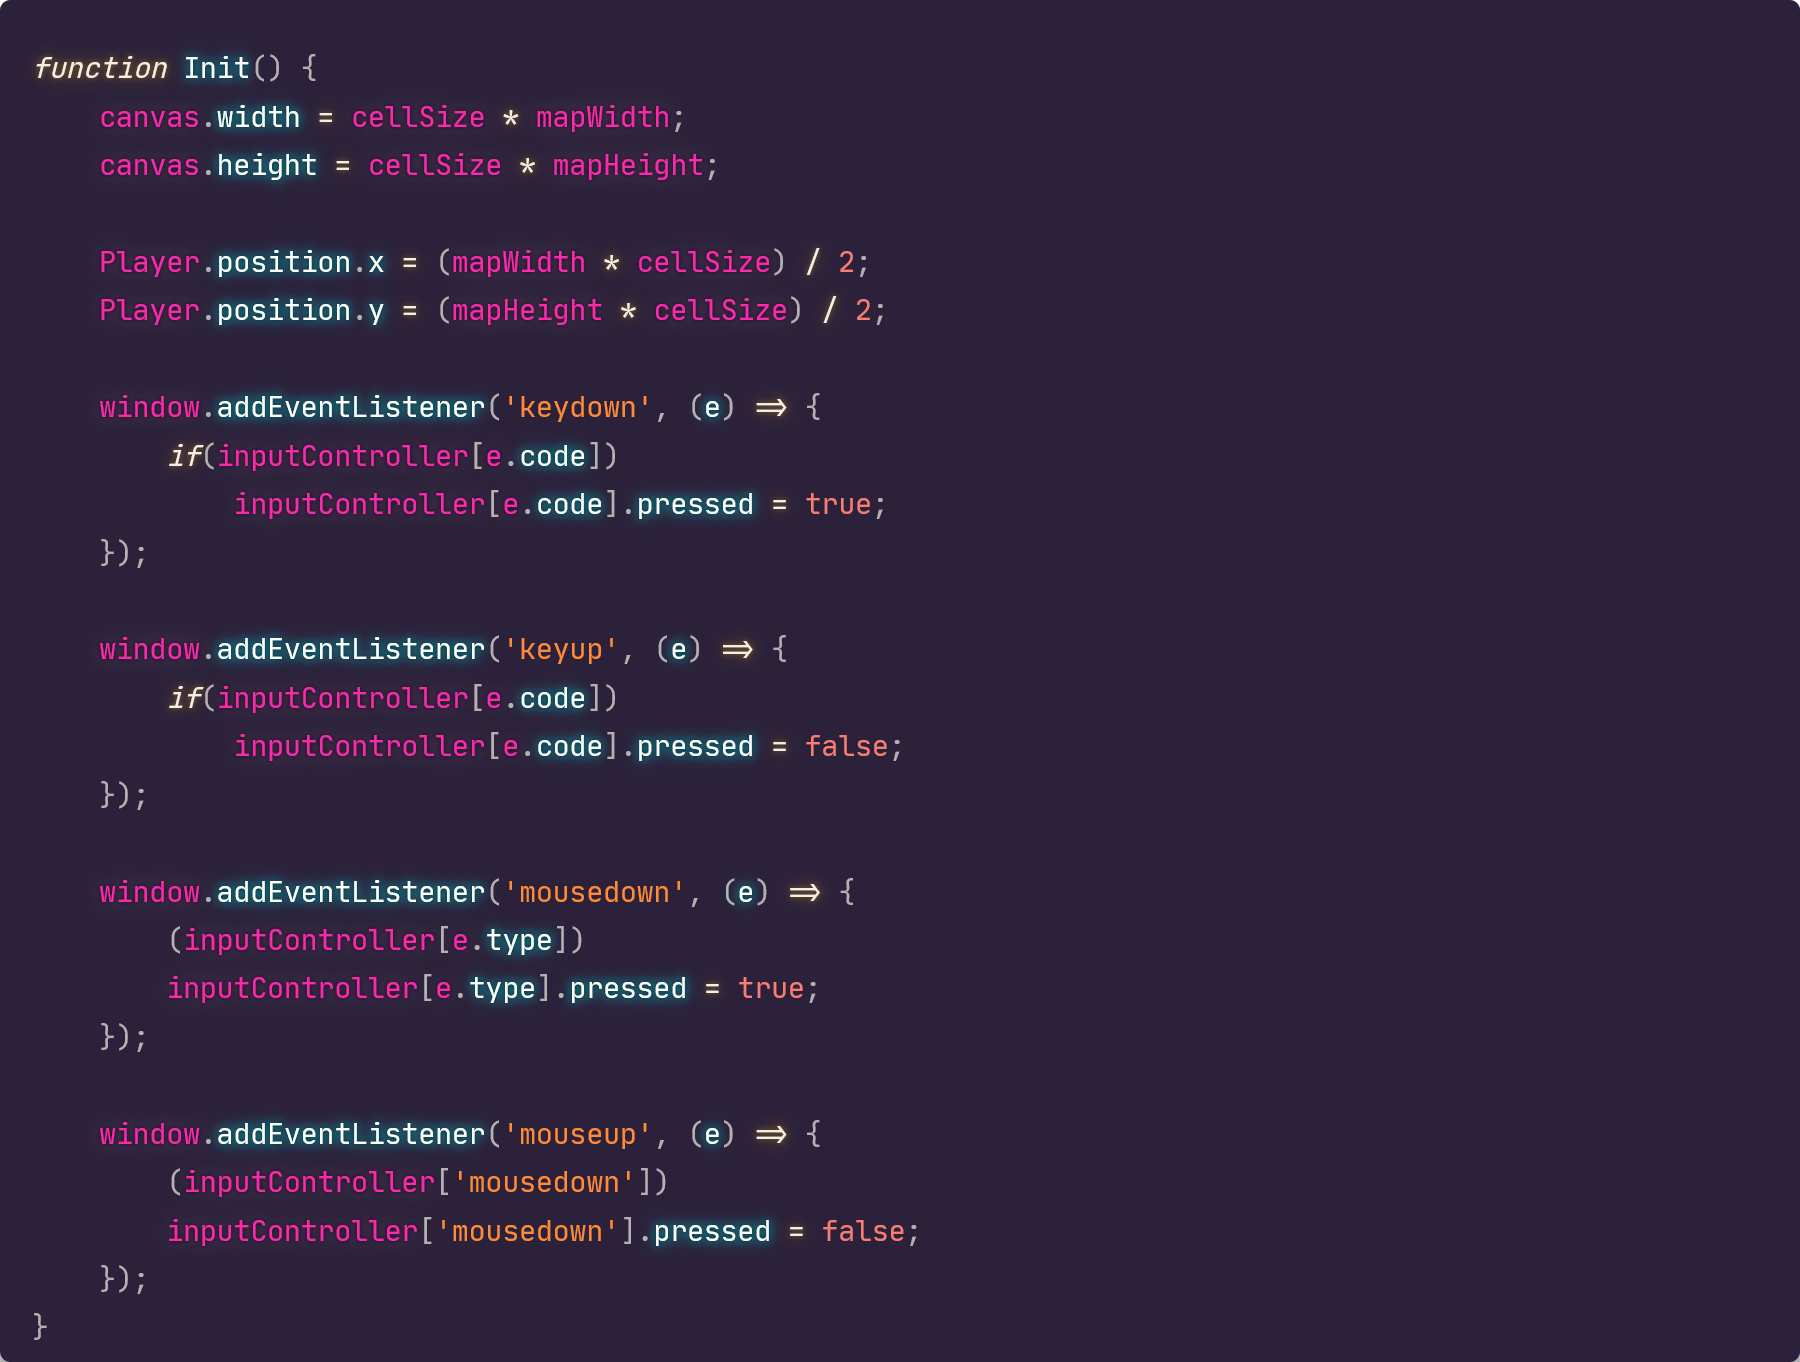 function Init() {
    canvas.width = cellSize * mapWidth;
    canvas.height = cellSize * mapHeight;

    Player.position.x = (mapWidth * cellSize) / 2;
    Player.position.y = (mapHeight * cellSize) / 2;

    window.addEventListener('keydown', (e) => {
        if(inputController[e.code])
            inputController[e.code].pressed = true;
    });

    window.addEventListener('keyup', (e) => {
        if(inputController[e.code])
            inputController[e.code].pressed = false;
    });

    window.addEventListener('mousedown', (e) => {
        (inputController[e.type])
        inputController[e.type].pressed = true;
    });

    window.addEventListener('mouseup', (e) => {
        (inputController['mousedown'])
        inputController['mousedown'].pressed = false;
    });
}